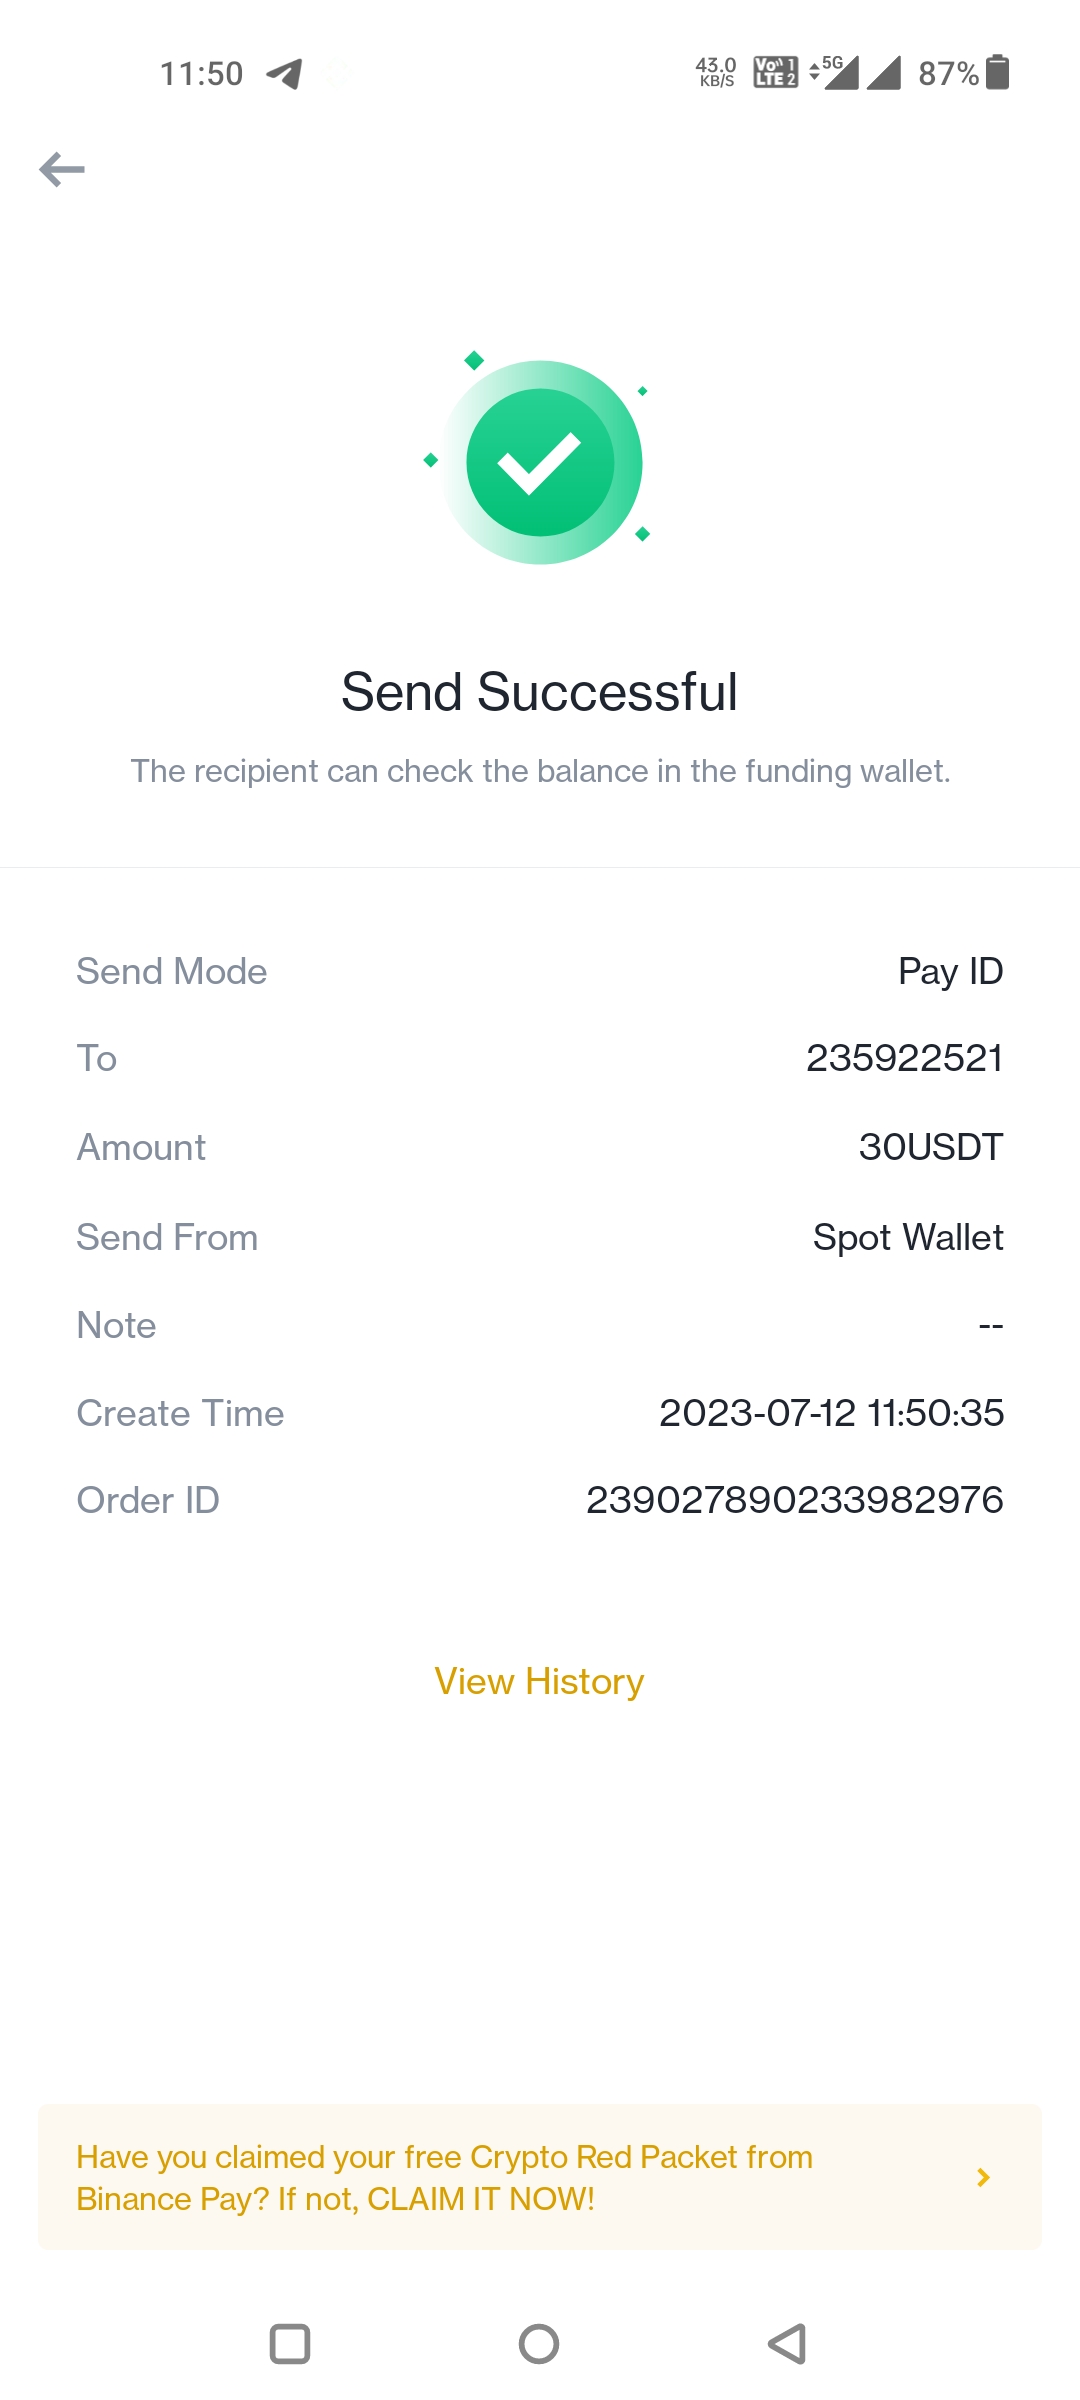 11:50
43.0
KB/S
Vo 1
LTE 2
5G
87%
Send Successful
The recipient can check the balance in the funding wallet.
Send Mode Pay ID
To 235922521
Amount 30USDT
Send From Spot Wallet
Note --
Create Time 2023-07-12 11:50:35
Order ID 239027890233982976
View History
Have you claimed your free Crypto Red Packet from
Binance Pay? If not, CLAIM IT NOW!